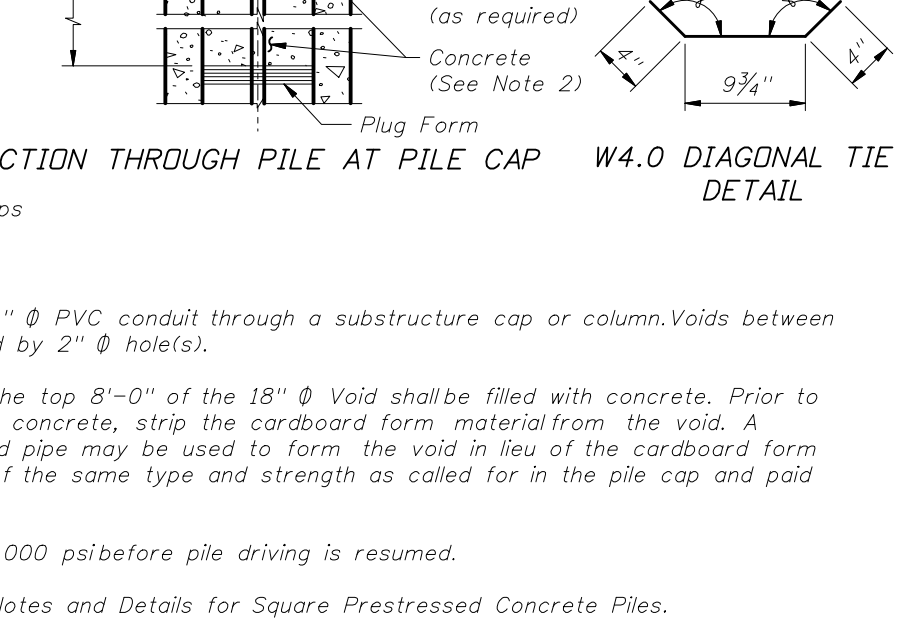 (as required)
Concrete
(See Note 2)
Plug Form
4"
9¾"
4"
CTION THROUGH PILE AT PILE CAP
W4.0 DIAGONAL TIE
DETAIL
ps
" Φ PVC conduit through a substructure cap or column. Voids between
d by 2" Φ hole(s).
he top 8'-0" of the 18" Φ Void shall be filled with concrete. Prior to
concrete, strip the cardboard form material from the void. A
d pipe may be used to form the void in lieu of the cardboard form
f the same type and strength as called for in the pile cap and paid
000 psi before pile driving is resumed.
Notes and Details for Square Prestressed Concrete Piles.